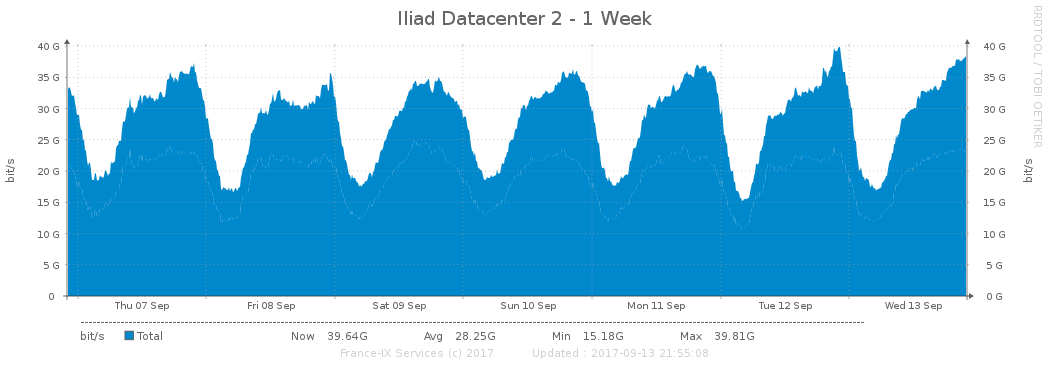 Iliad Datacenter 2 - 1 Week
RRDTOOL / TOBI OETIKER
40 G 40 G
35 G 35 G
30 G 30 G
25 G 25 G
20 G 20 G
15 G 15 G
10 G 10 G
5 G 5 G
0 0 G
bit/s
bit/s
Thu 07 Sep Fri 08 Sep Sat 09 Sep Sun 10 Sep Mon 11 Sep Tue 12 Sep Wed 13 Sep
bit/s Total Now 39.64G Avg 28.25G Min 15.18G Max 39.81G
France-IX Services (c) 2017 Updated : 2017-09-13 21:55:08